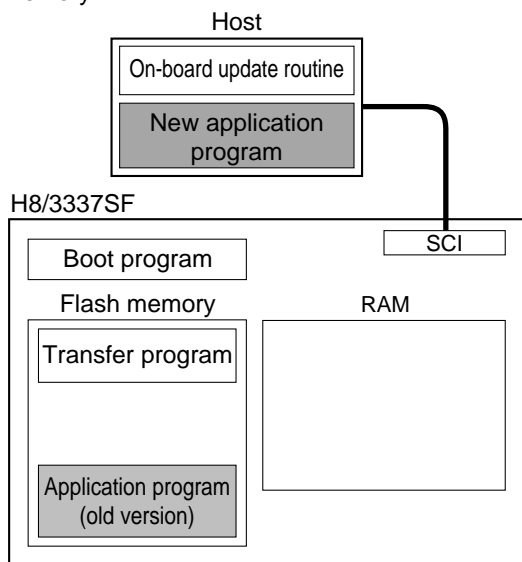 Host
On-board update routine
New application
program
H8/3337SF
SCI
Boot program
Flash memory
RAM
Transfer program
Application program
(old version)